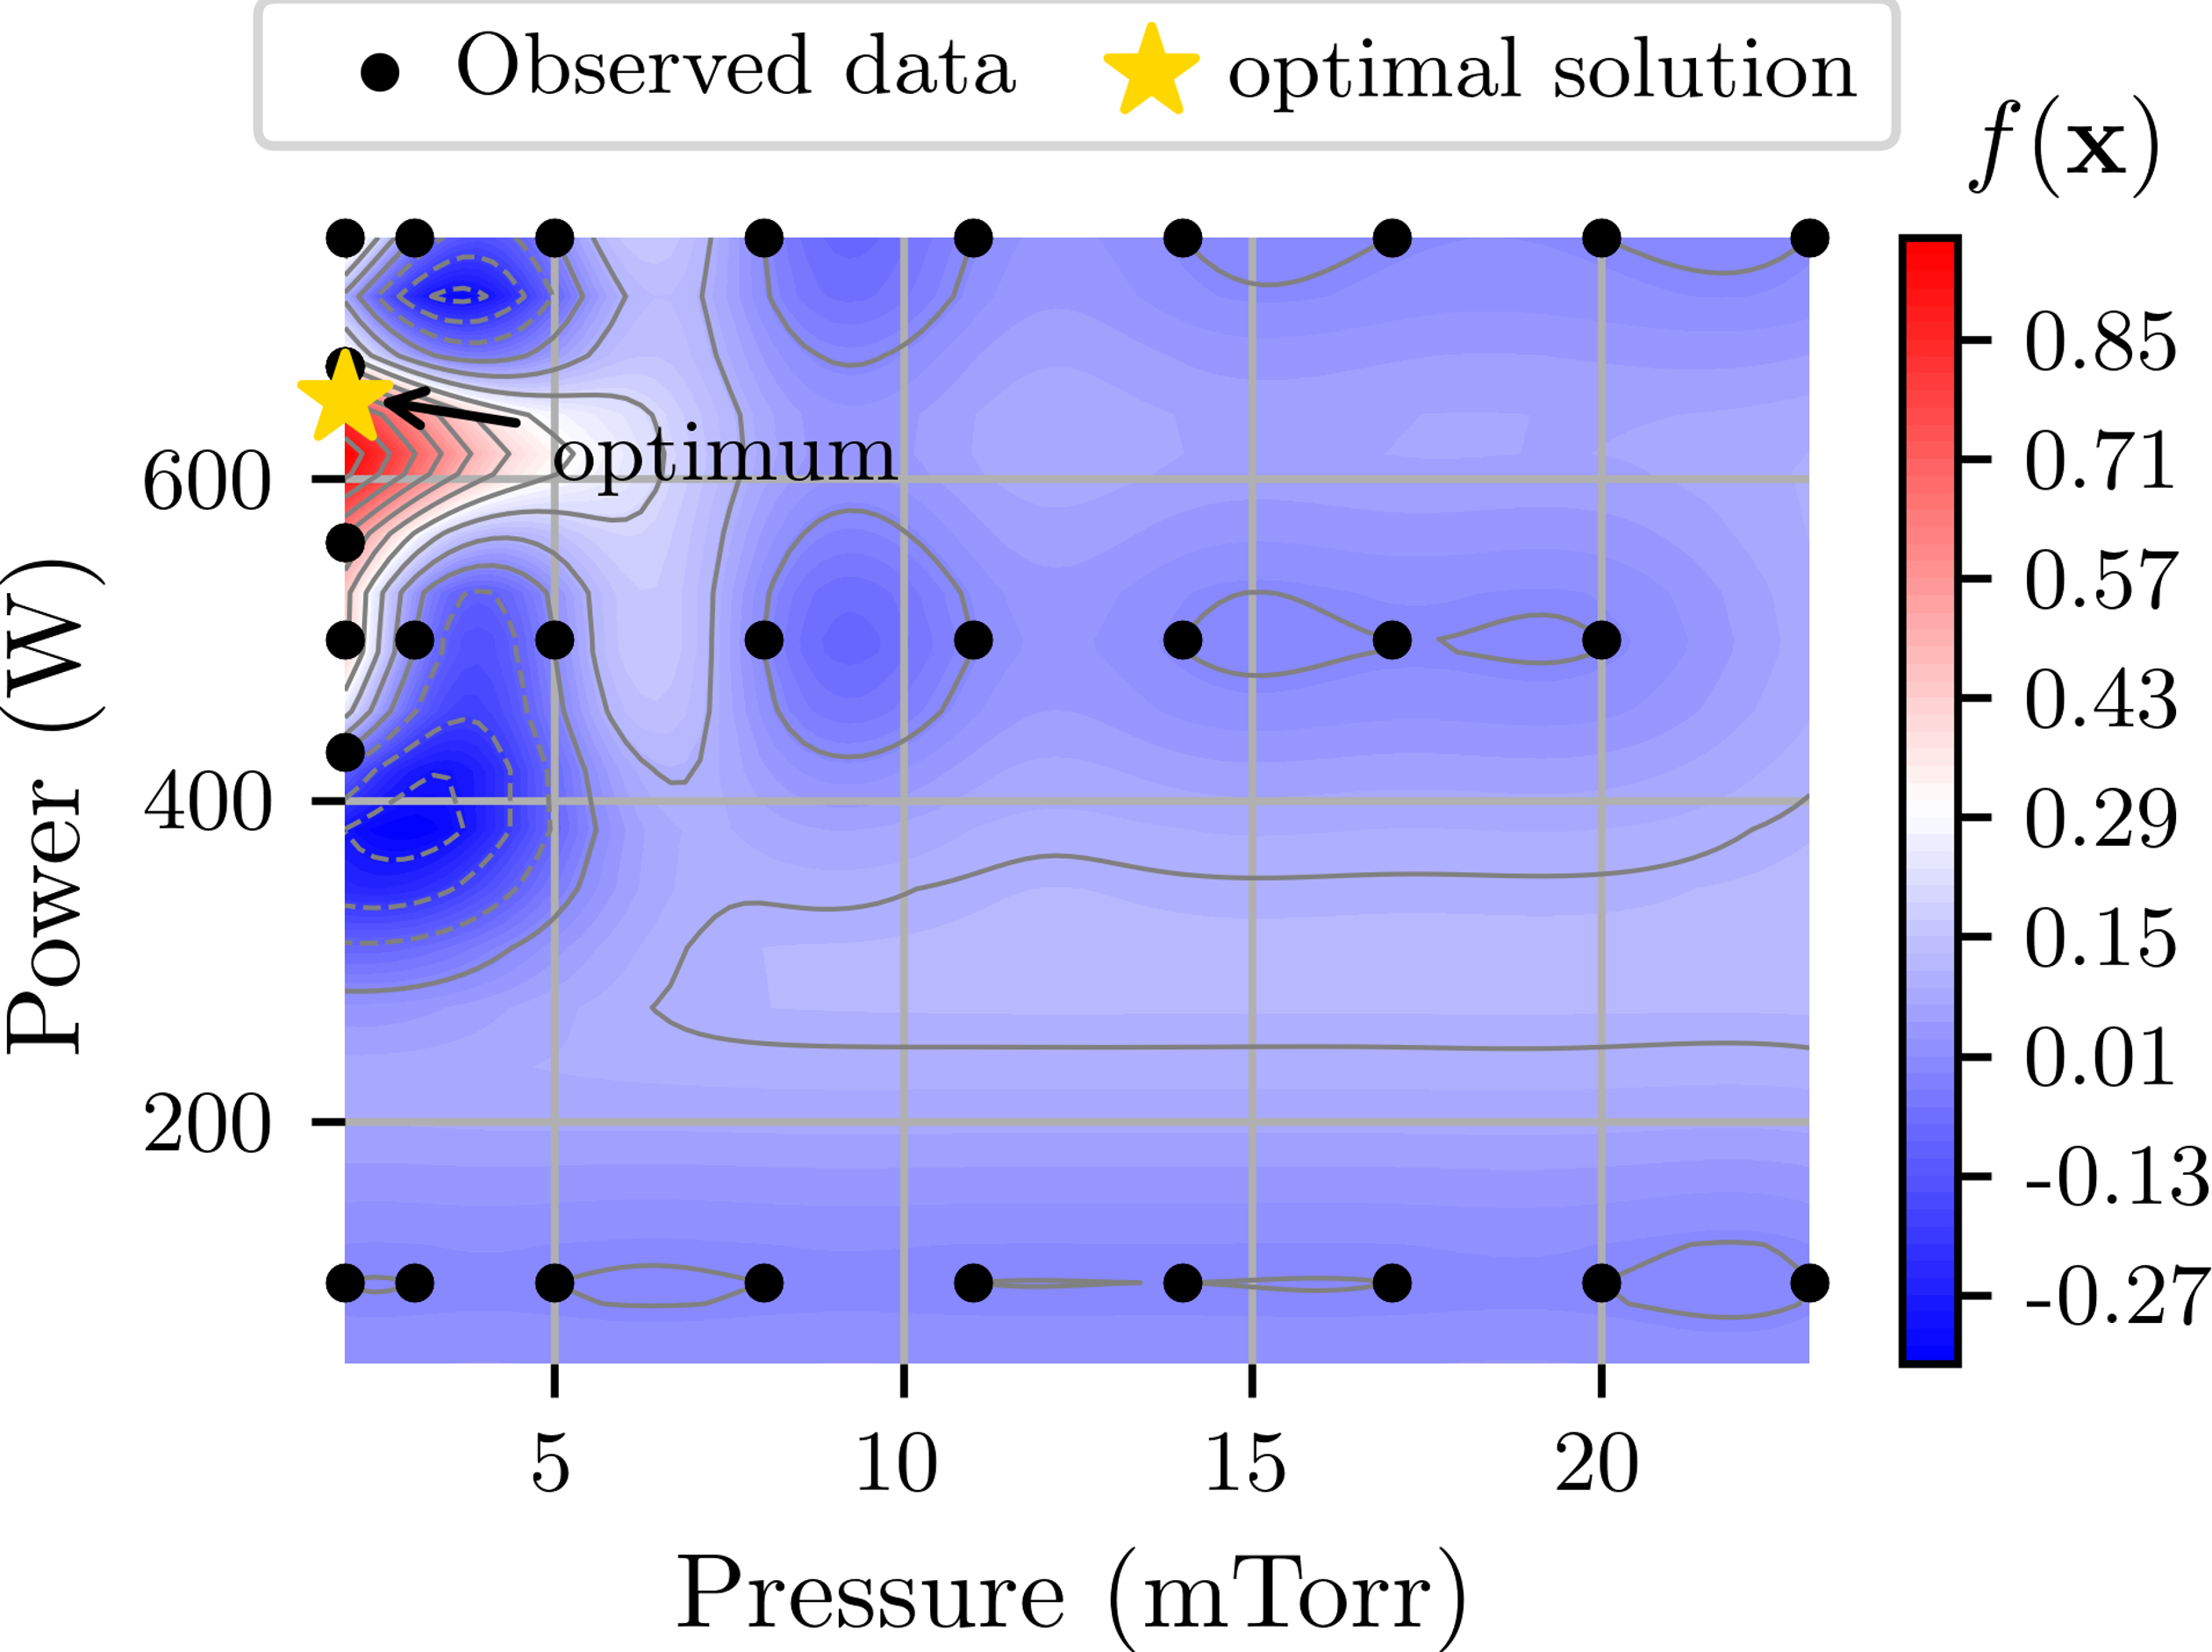 Observed data optimal solution
f(x)
optimum
Power (W)
600
400
200
5 10 15 20
Pressure (mTorr)
0.85
0.71
0.57
0.43
0.29
0.15
0.01
-0.13
-0.27